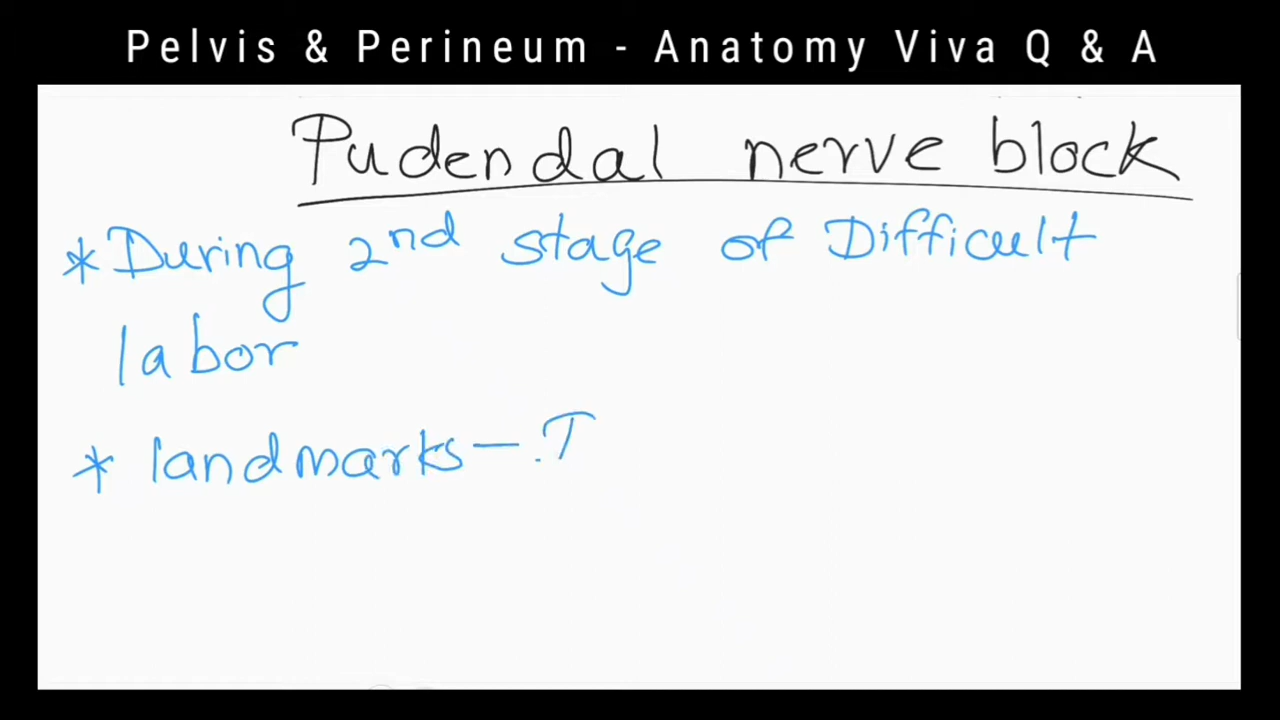 Pelvis & Perineum - Anatomy Viva Q & A
Pudendal nerve block
* During 2nd stage of Difficult
labor
* landmarks –